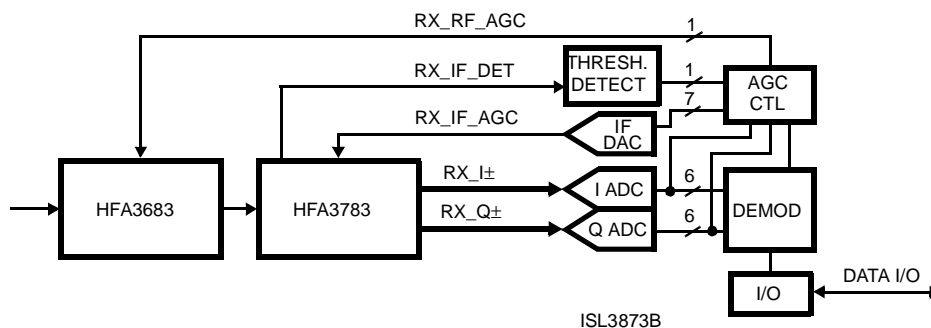 RX_RF_AGC
1
RX_IF_DET
THRESH.
DETECT
1
AGC
CTL
RX_IF_AGC
IF
DAC
7
HFA3683
HFA3783
RX_I±
I ADC
6
RX_Q±
Q ADC
6
DEMOD
I/O
DATA I/O
ISL3873B